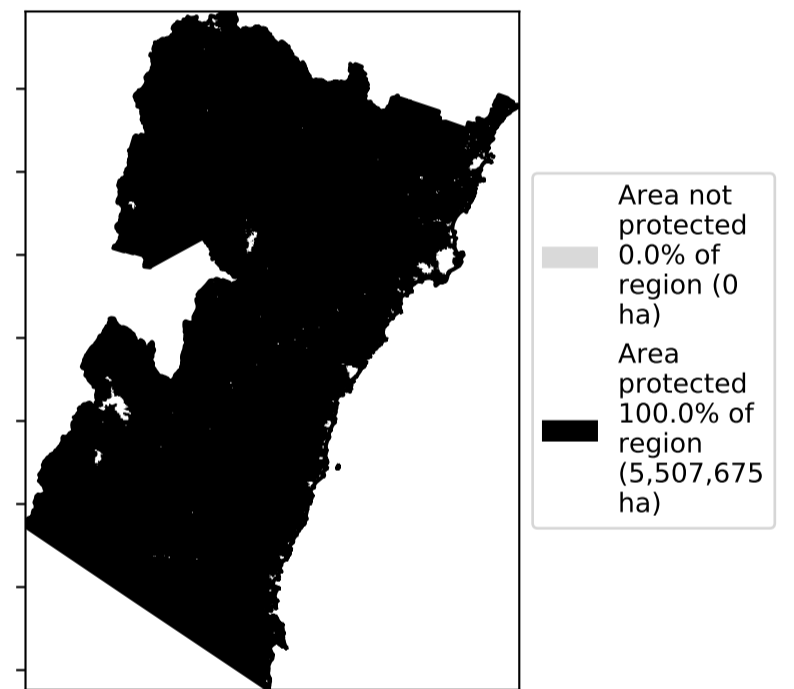 Area not
protected
0.0% of
region (0
ha)
Area
protected
100.0% of
region
(5,507,675
ha)